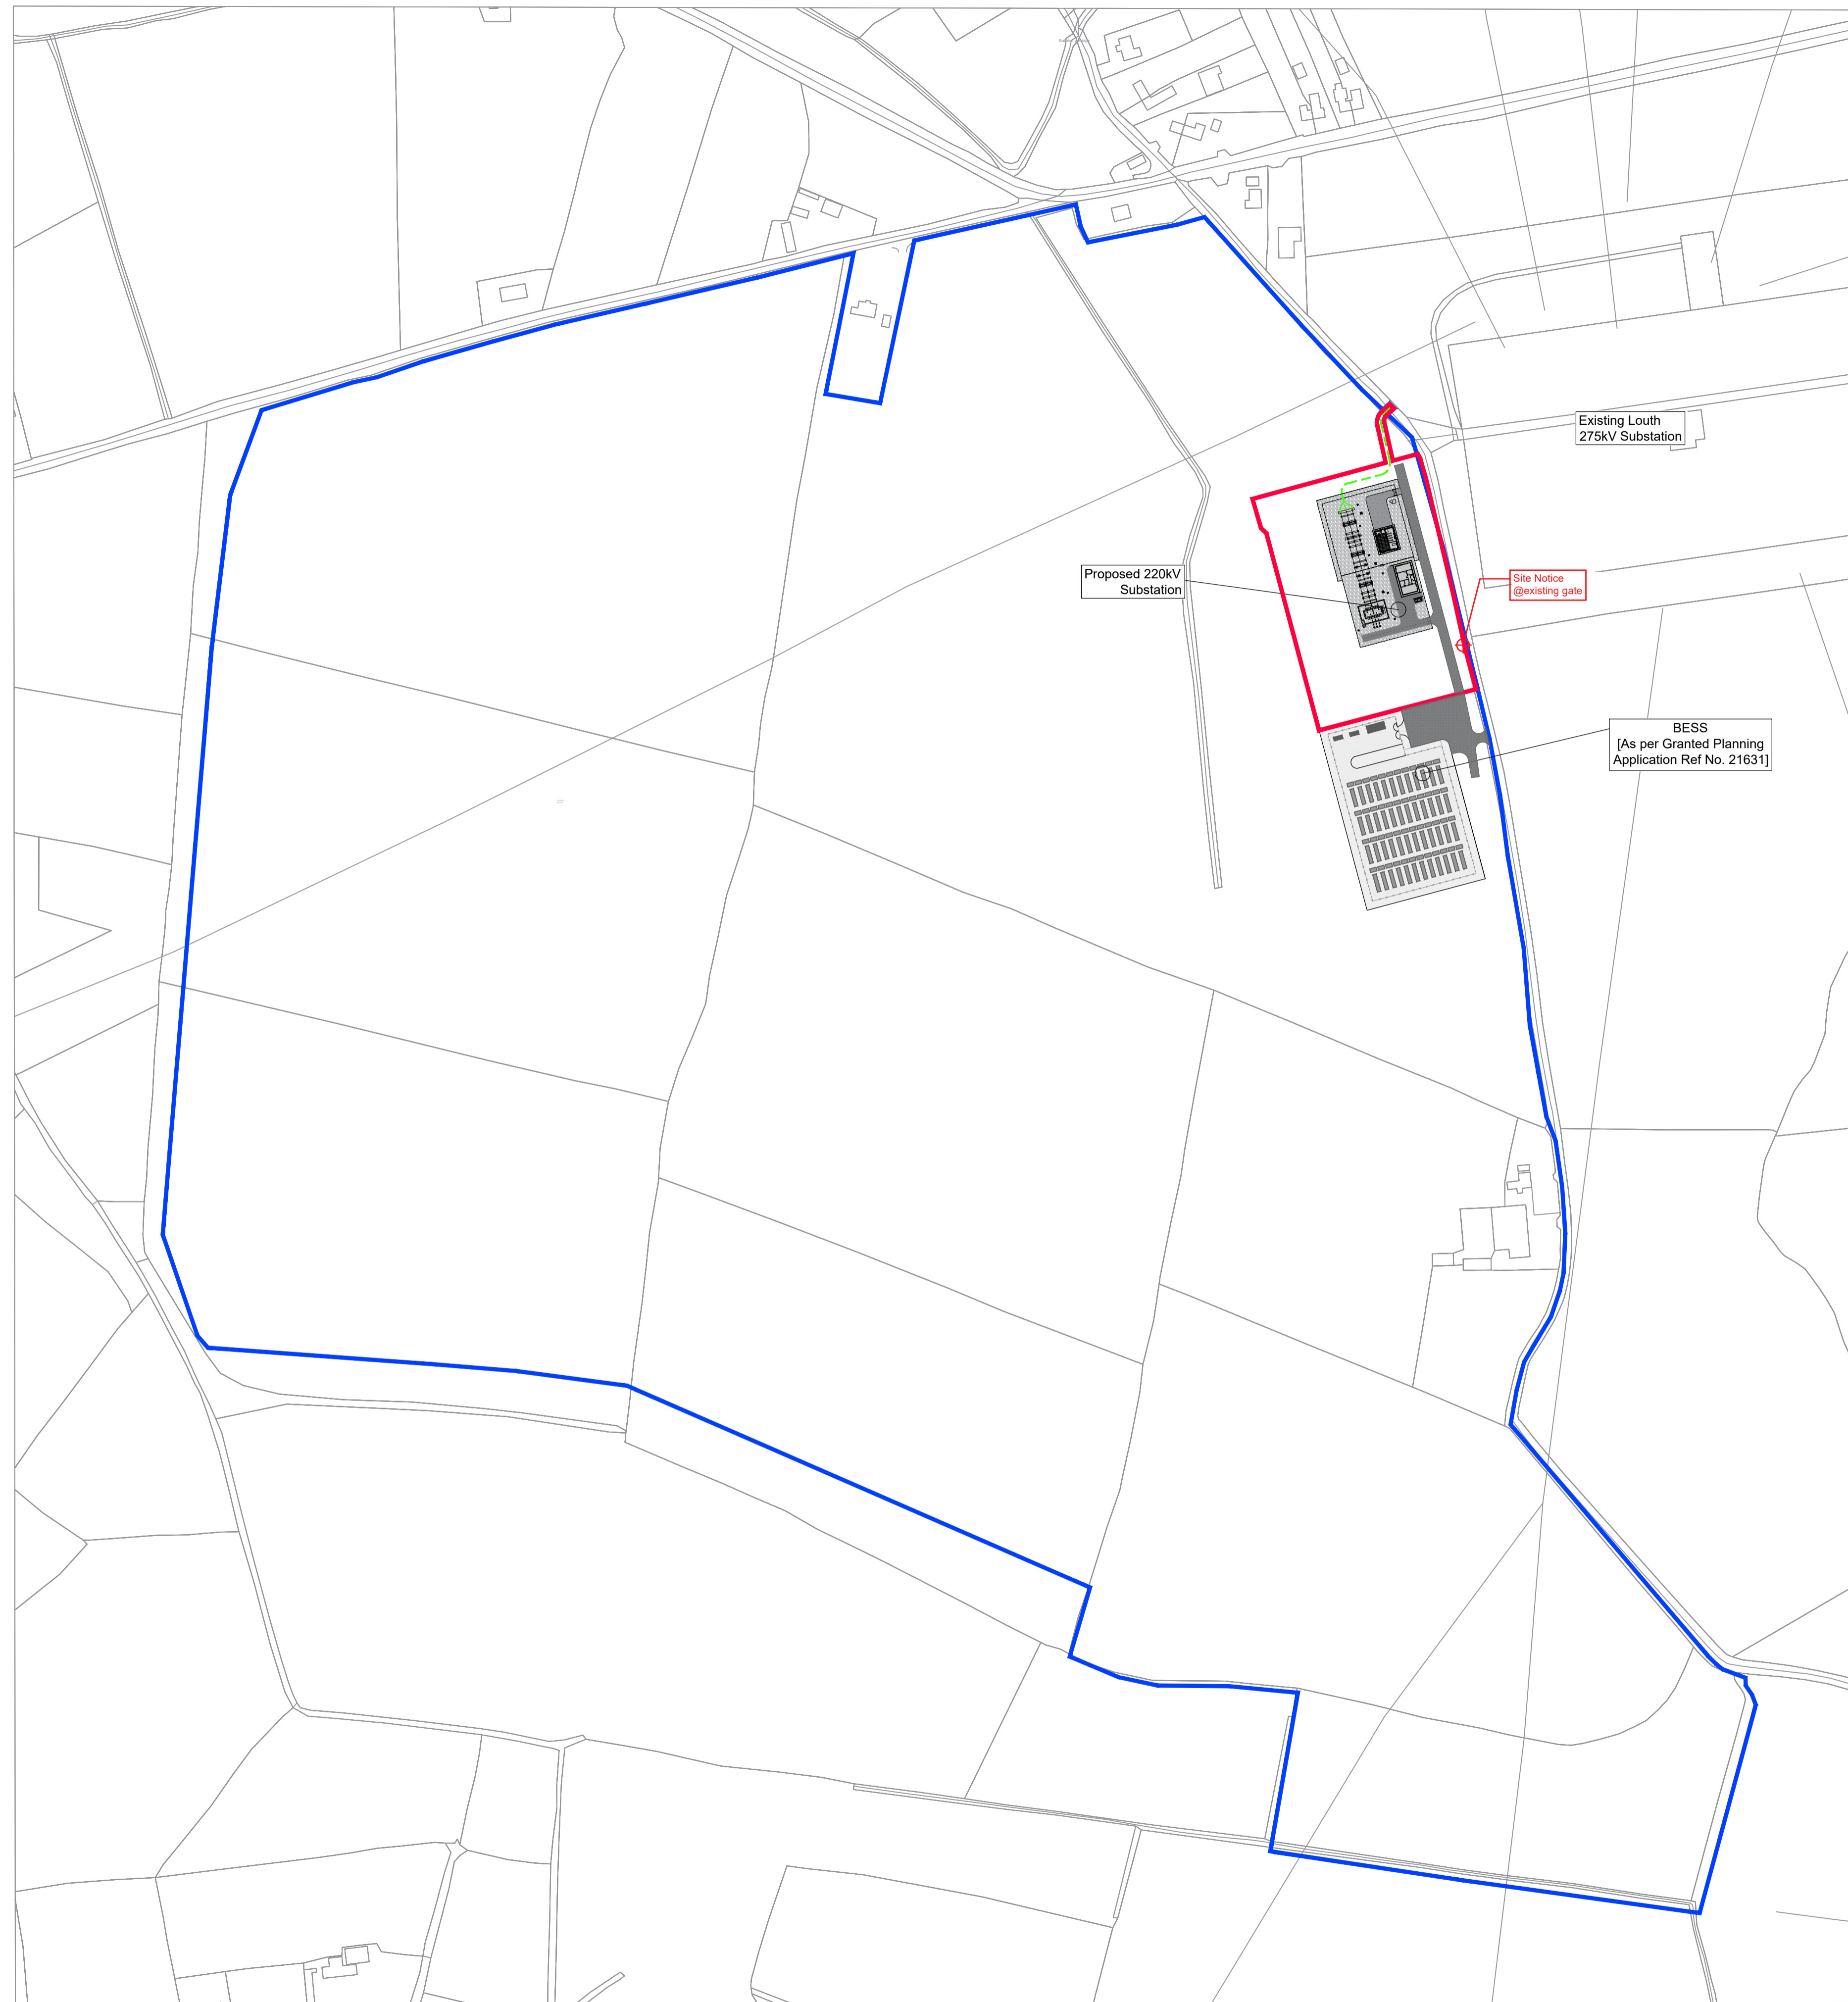 Existing Louth
275kV Substation
Proposed 220kV
Substation
Site Notice
@existing gate
BESS
[As per Granted Planning
Application Ref No. 21631]